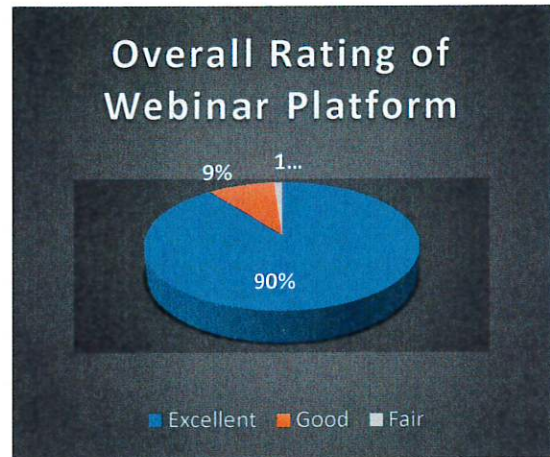 Overall Rating of
Webinar Platform
9%
1...
90%
Excellent Good Fair